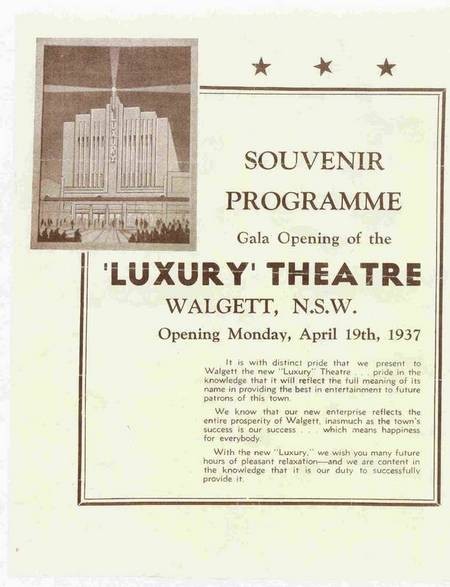 LUXURY
SOUVENIR
PROGRAMME
Gala Opening of the
'LUXURY' THEATRE
WALGETT, N.S.W.
Opening Monday, April 19th, 1937
It is with distinct pride that we present to
Walgett the new "Luxury" Theatre . . . pride in the
knowledge that it will reflect the full meaning of its
name in providing the best in entertainment to future
patrons of this town.
We know that our new enterprise reflects the
entire prosperity of Walgett, inasmuch as the town's
success is our success . . . which means happiness
for everybody.
With the new "Luxury," we wish you many future
hours of pleasant relaxation—and we are content in
the knowledge that it is our duty to successfully
provide it.